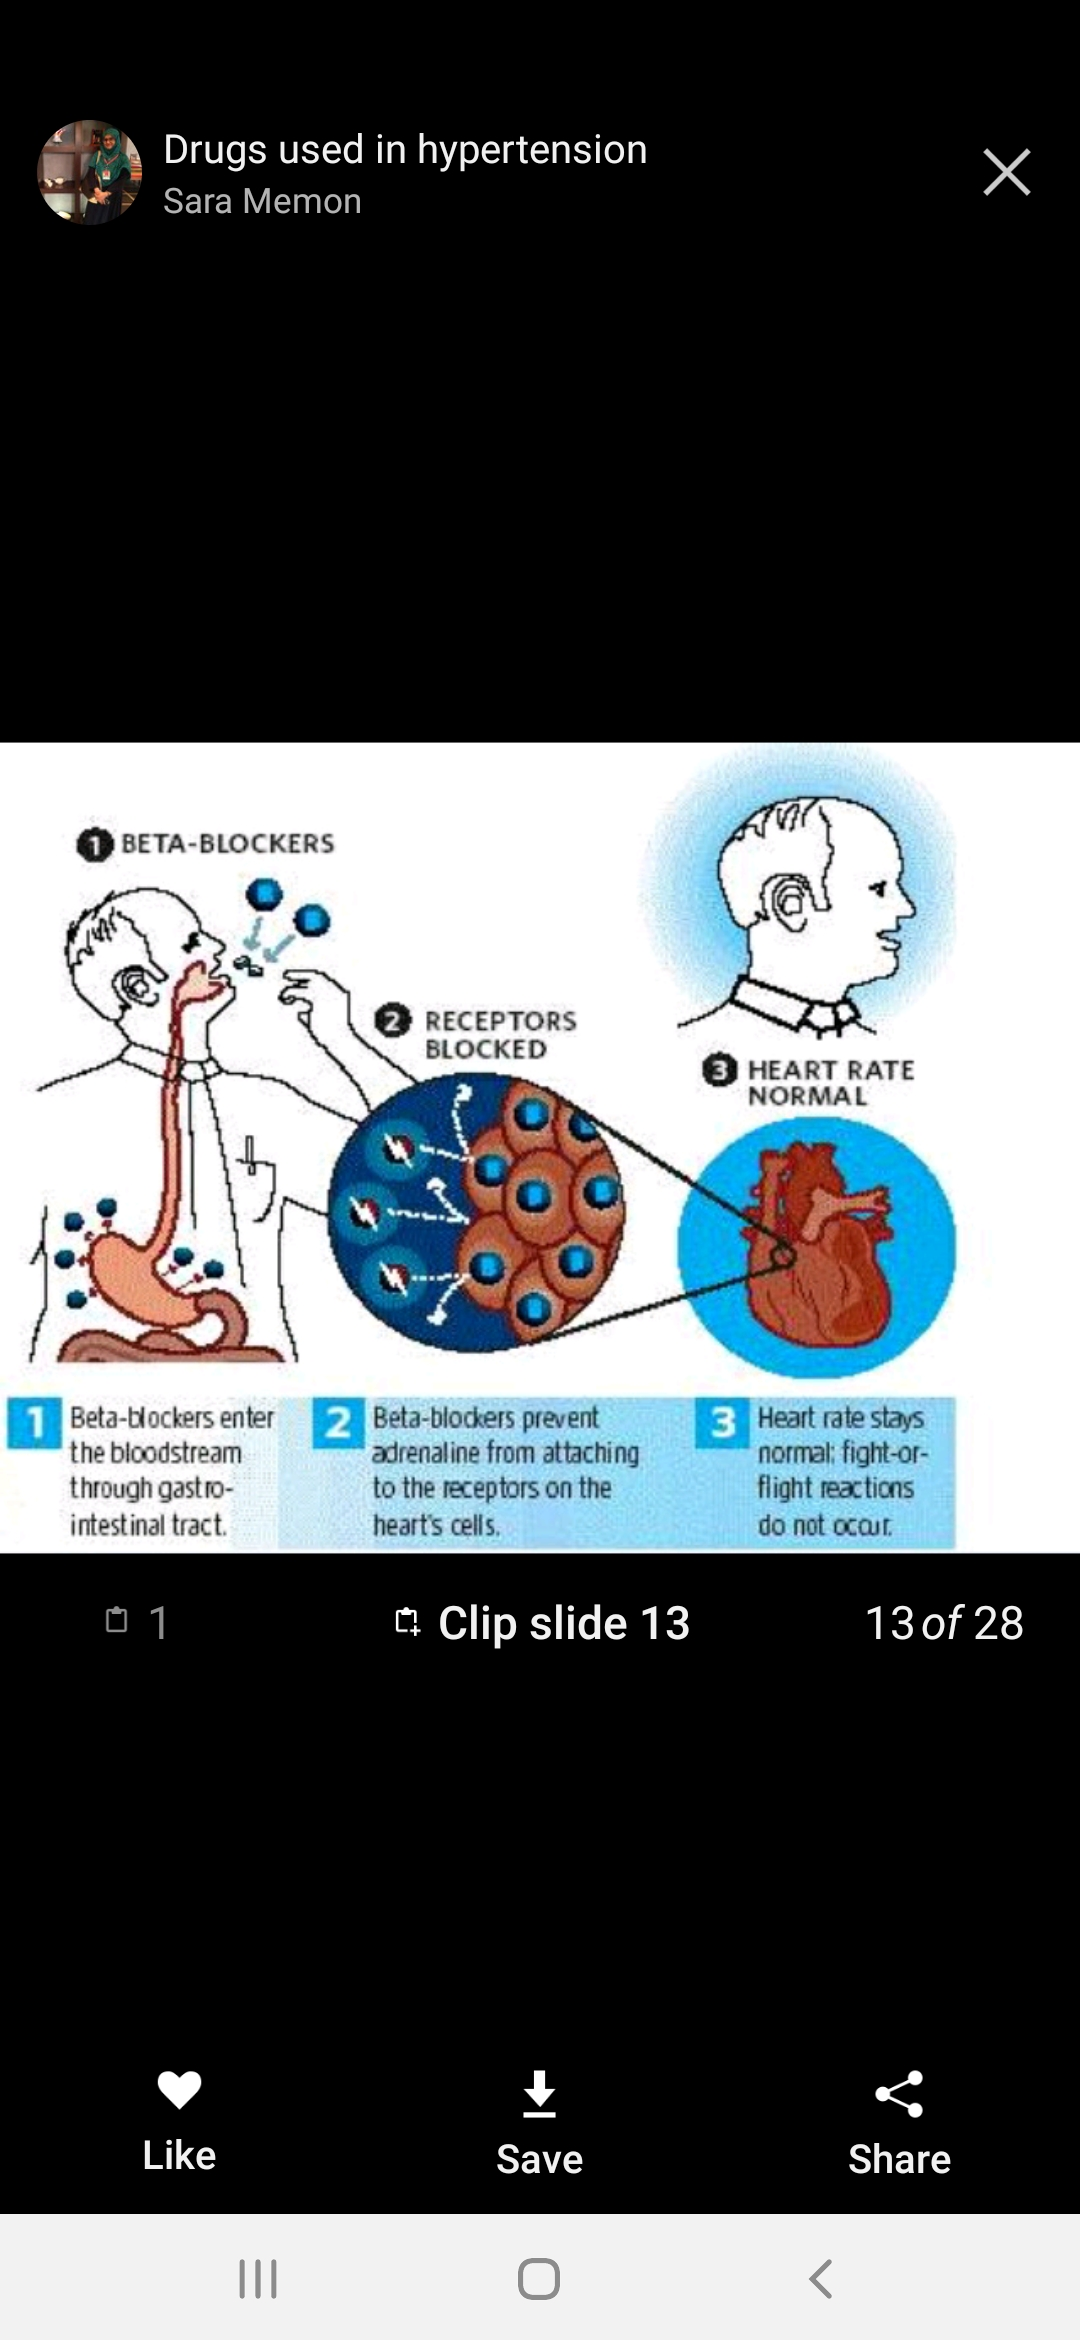 Drugs used in hypertension
Sara Memon
1 BETA-BLOCKERS
2 RECEPTORS
BLOCKED
3 HEART RATE
NORMAL
1 Beta-blockers enter
the bloodstream
through gastro-
intestinal tract.
2 Beta-blockers prevent
adrenaline from attaching
to the receptors on the
heart's cells.
3 Heart rate stays
normal; fight-or-
flight reactions
do not occur.
1
Clip slide 13
13 of 28
Like
Save
Share